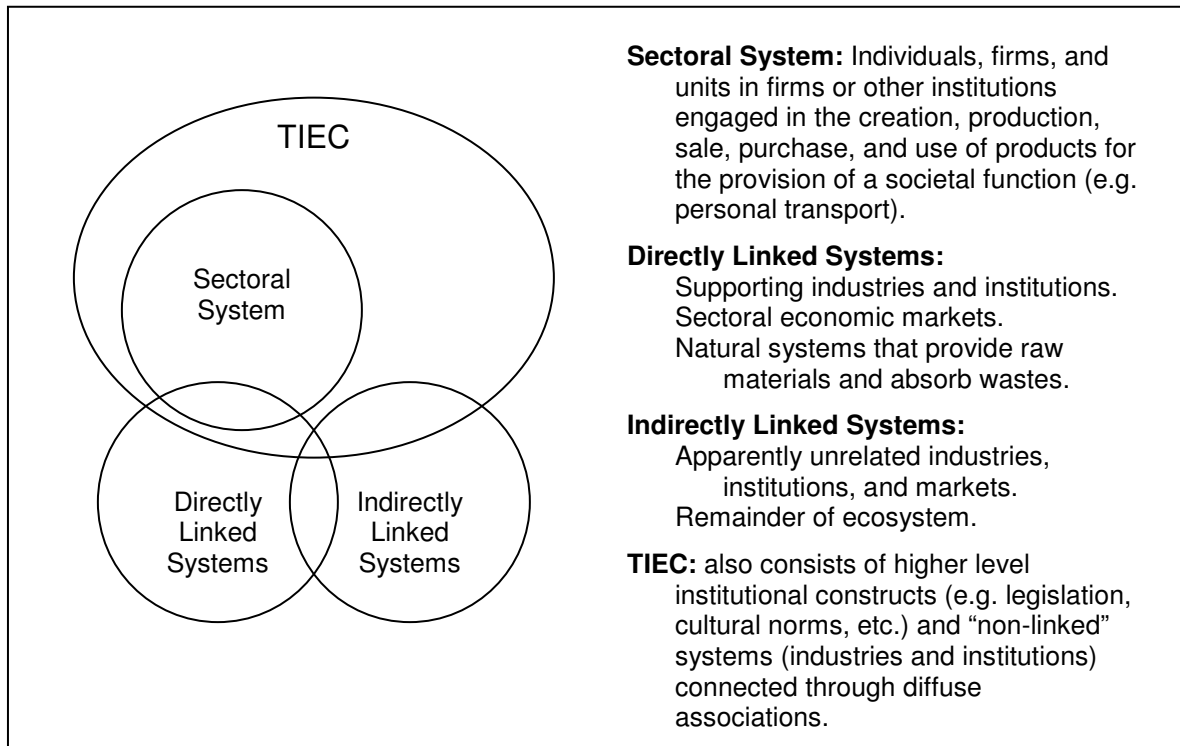 TIEC
Sectoral
System
Directly
Linked
Systems
Indirectly
Linked
Systems
Sectoral System: Individuals, firms, and
units in firms or other institutions
engaged in the creation, production,
sale, purchase, and use of products for
the provision of a societal function (e.g.
personal transport).
Directly Linked Systems:
Supporting industries and institutions.
Sectoral economic markets.
Natural systems that provide raw
materials and absorb wastes.
Indirectly Linked Systems:
Apparently unrelated industries,
institutions, and markets.
Remainder of ecosystem.
TIEC: also consists of higher level
institutional constructs (e.g. legislation,
cultural norms, etc.) and “non-linked”
systems (industries and institutions)
connected through diffuse
associations.